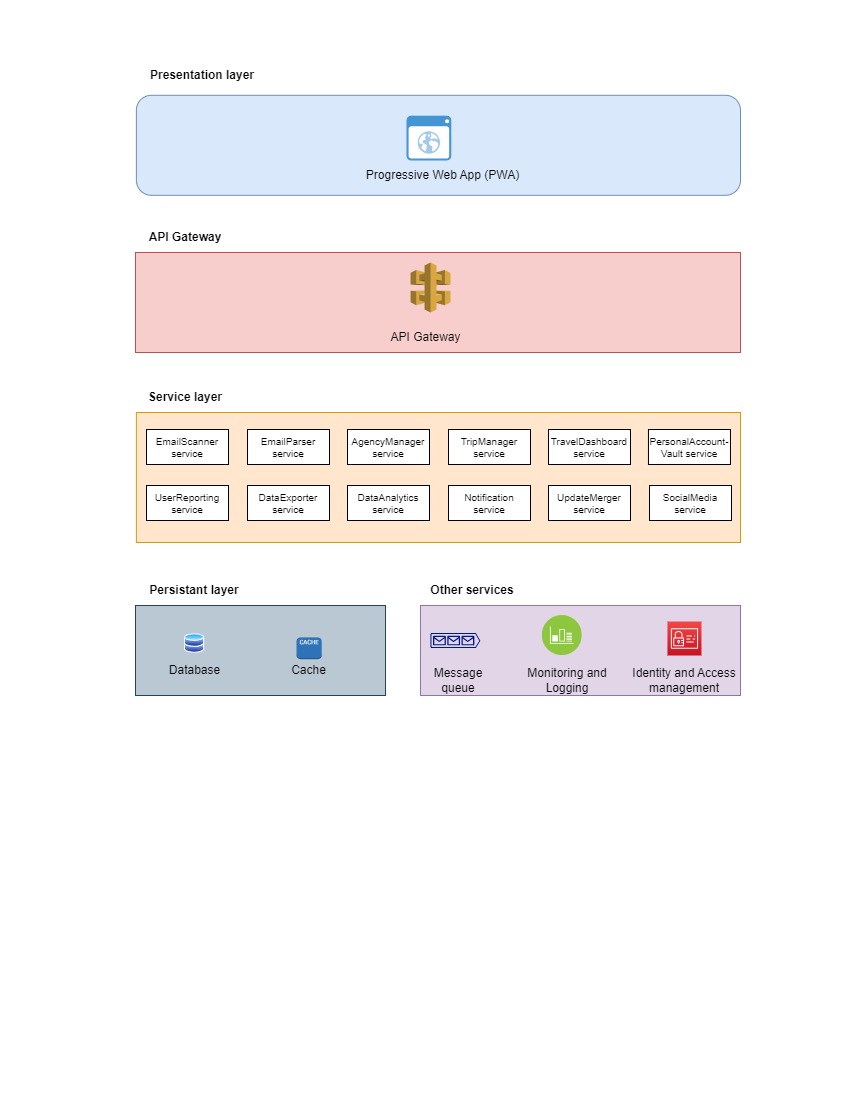 Presentation layer
Progressive Web App (PWA)
API Gateway
API Gateway
Service layer
EmailScanner
service
EmailParser
service
AgencyManager
service
TripManager
service
TravelDashboard
service
PersonalAccount-
Vault service
UserReporting
service
DataExporter
service
DataAnalytics
service
Notification
service
UpdateMerger
service
SocialMedia
service
Persistant layer
CACHE
Database
Cache
Other services
Message
queue
Monitoring and
Logging
Identity and Access
management